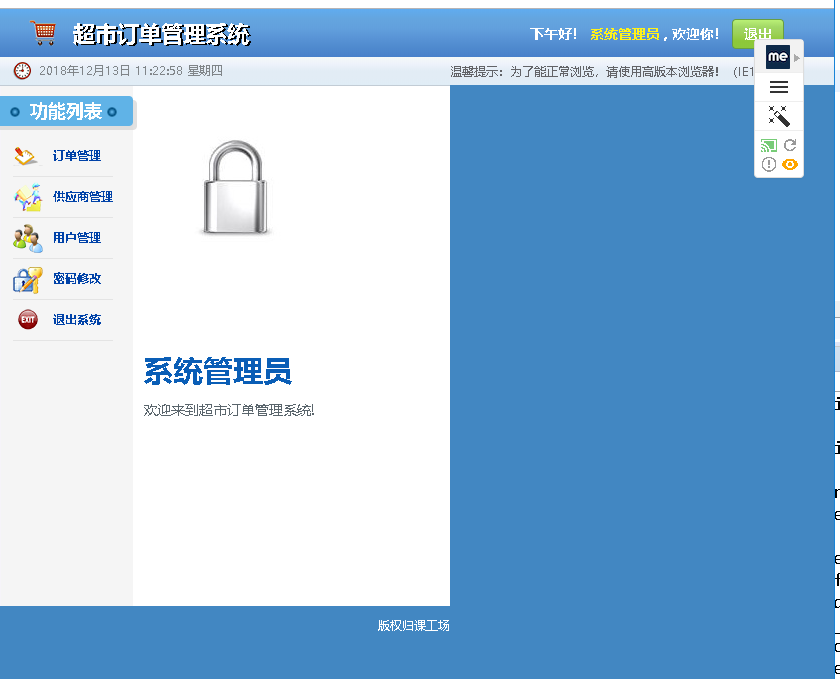 超市订单管理系统
下午好! 系统管理员 , 欢迎你!
退出
me
2018年12月13日 11:22:58 星期四
温馨提示：为了能正常浏览，请使用高版本浏览器！ (IE1
功能列表
订单管理
供应商管理
用户管理
密码修改
EXIT 退出系统
系统管理员
欢迎来到超市订单管理系统!
版权归课工场